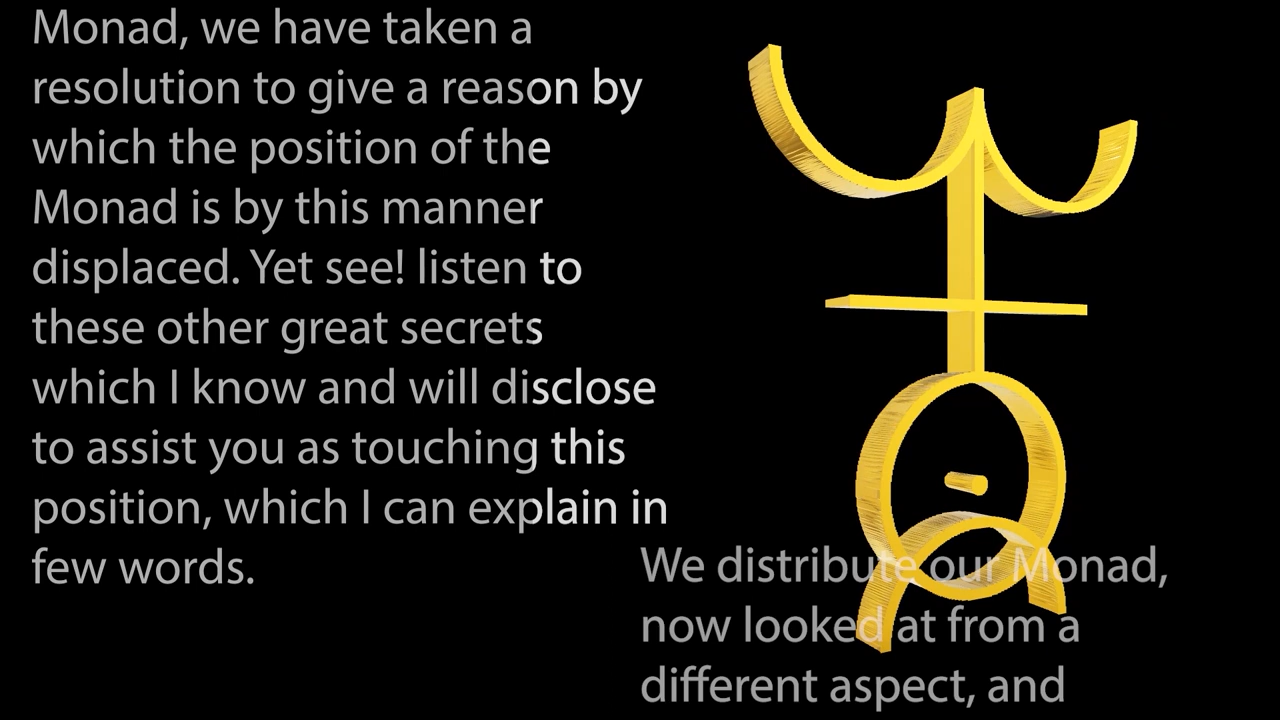 Monad, we have taken a
resolution to give a reason by
which the position of the
Monad is by this manner
displaced. Yet see! listen to
these other great secrets
which I know and will disclose
to assist you as touching this
position, which I can explain in
few words.
We distribute our Monad,
now looked at from a
different aspect, and